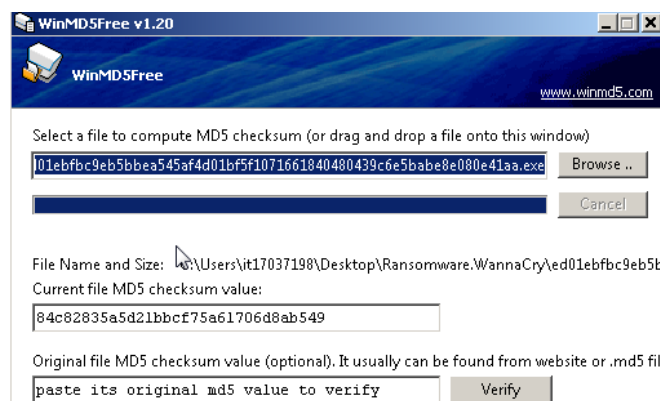 WinMD5Free v1.20
WinMD5Free
www.winmd5.com
Select a file to compute MD5 checksum (or drag and drop a file onto this window)
01ebfbc9eb5bbea545af4d01bf5f1071661840480439c6e5babe8e080e41aa.exe Browse ..
Cancel
File Name and Size: :\Users\it17037198\Desktop\Ransomware.WannaCry\ed01ebfbc9eb5b
Current file MD5 checksum value:
84c82835a5d21bbcf75a61706d8ab549
Original file MD5 checksum value (optional). It usually can be found from website or .md5 fil
paste its original md5 value to verify Verify